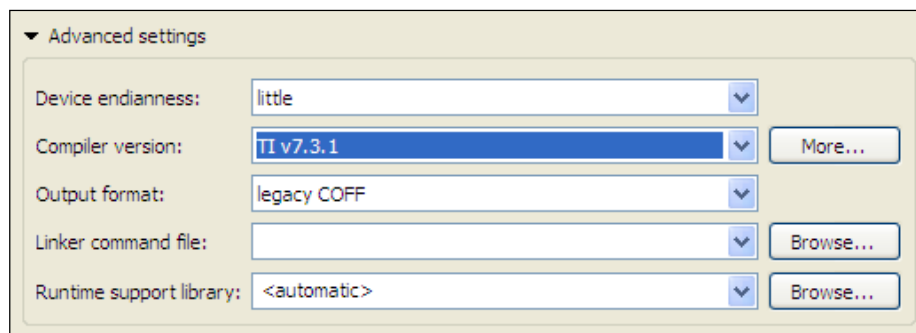 Advanced settings
Device endianness: little
Compiler version: TI v7.3.1 More...
Output format: legacy COFF
Linker command file: Browse...
Runtime support library: <automatic> Browse...